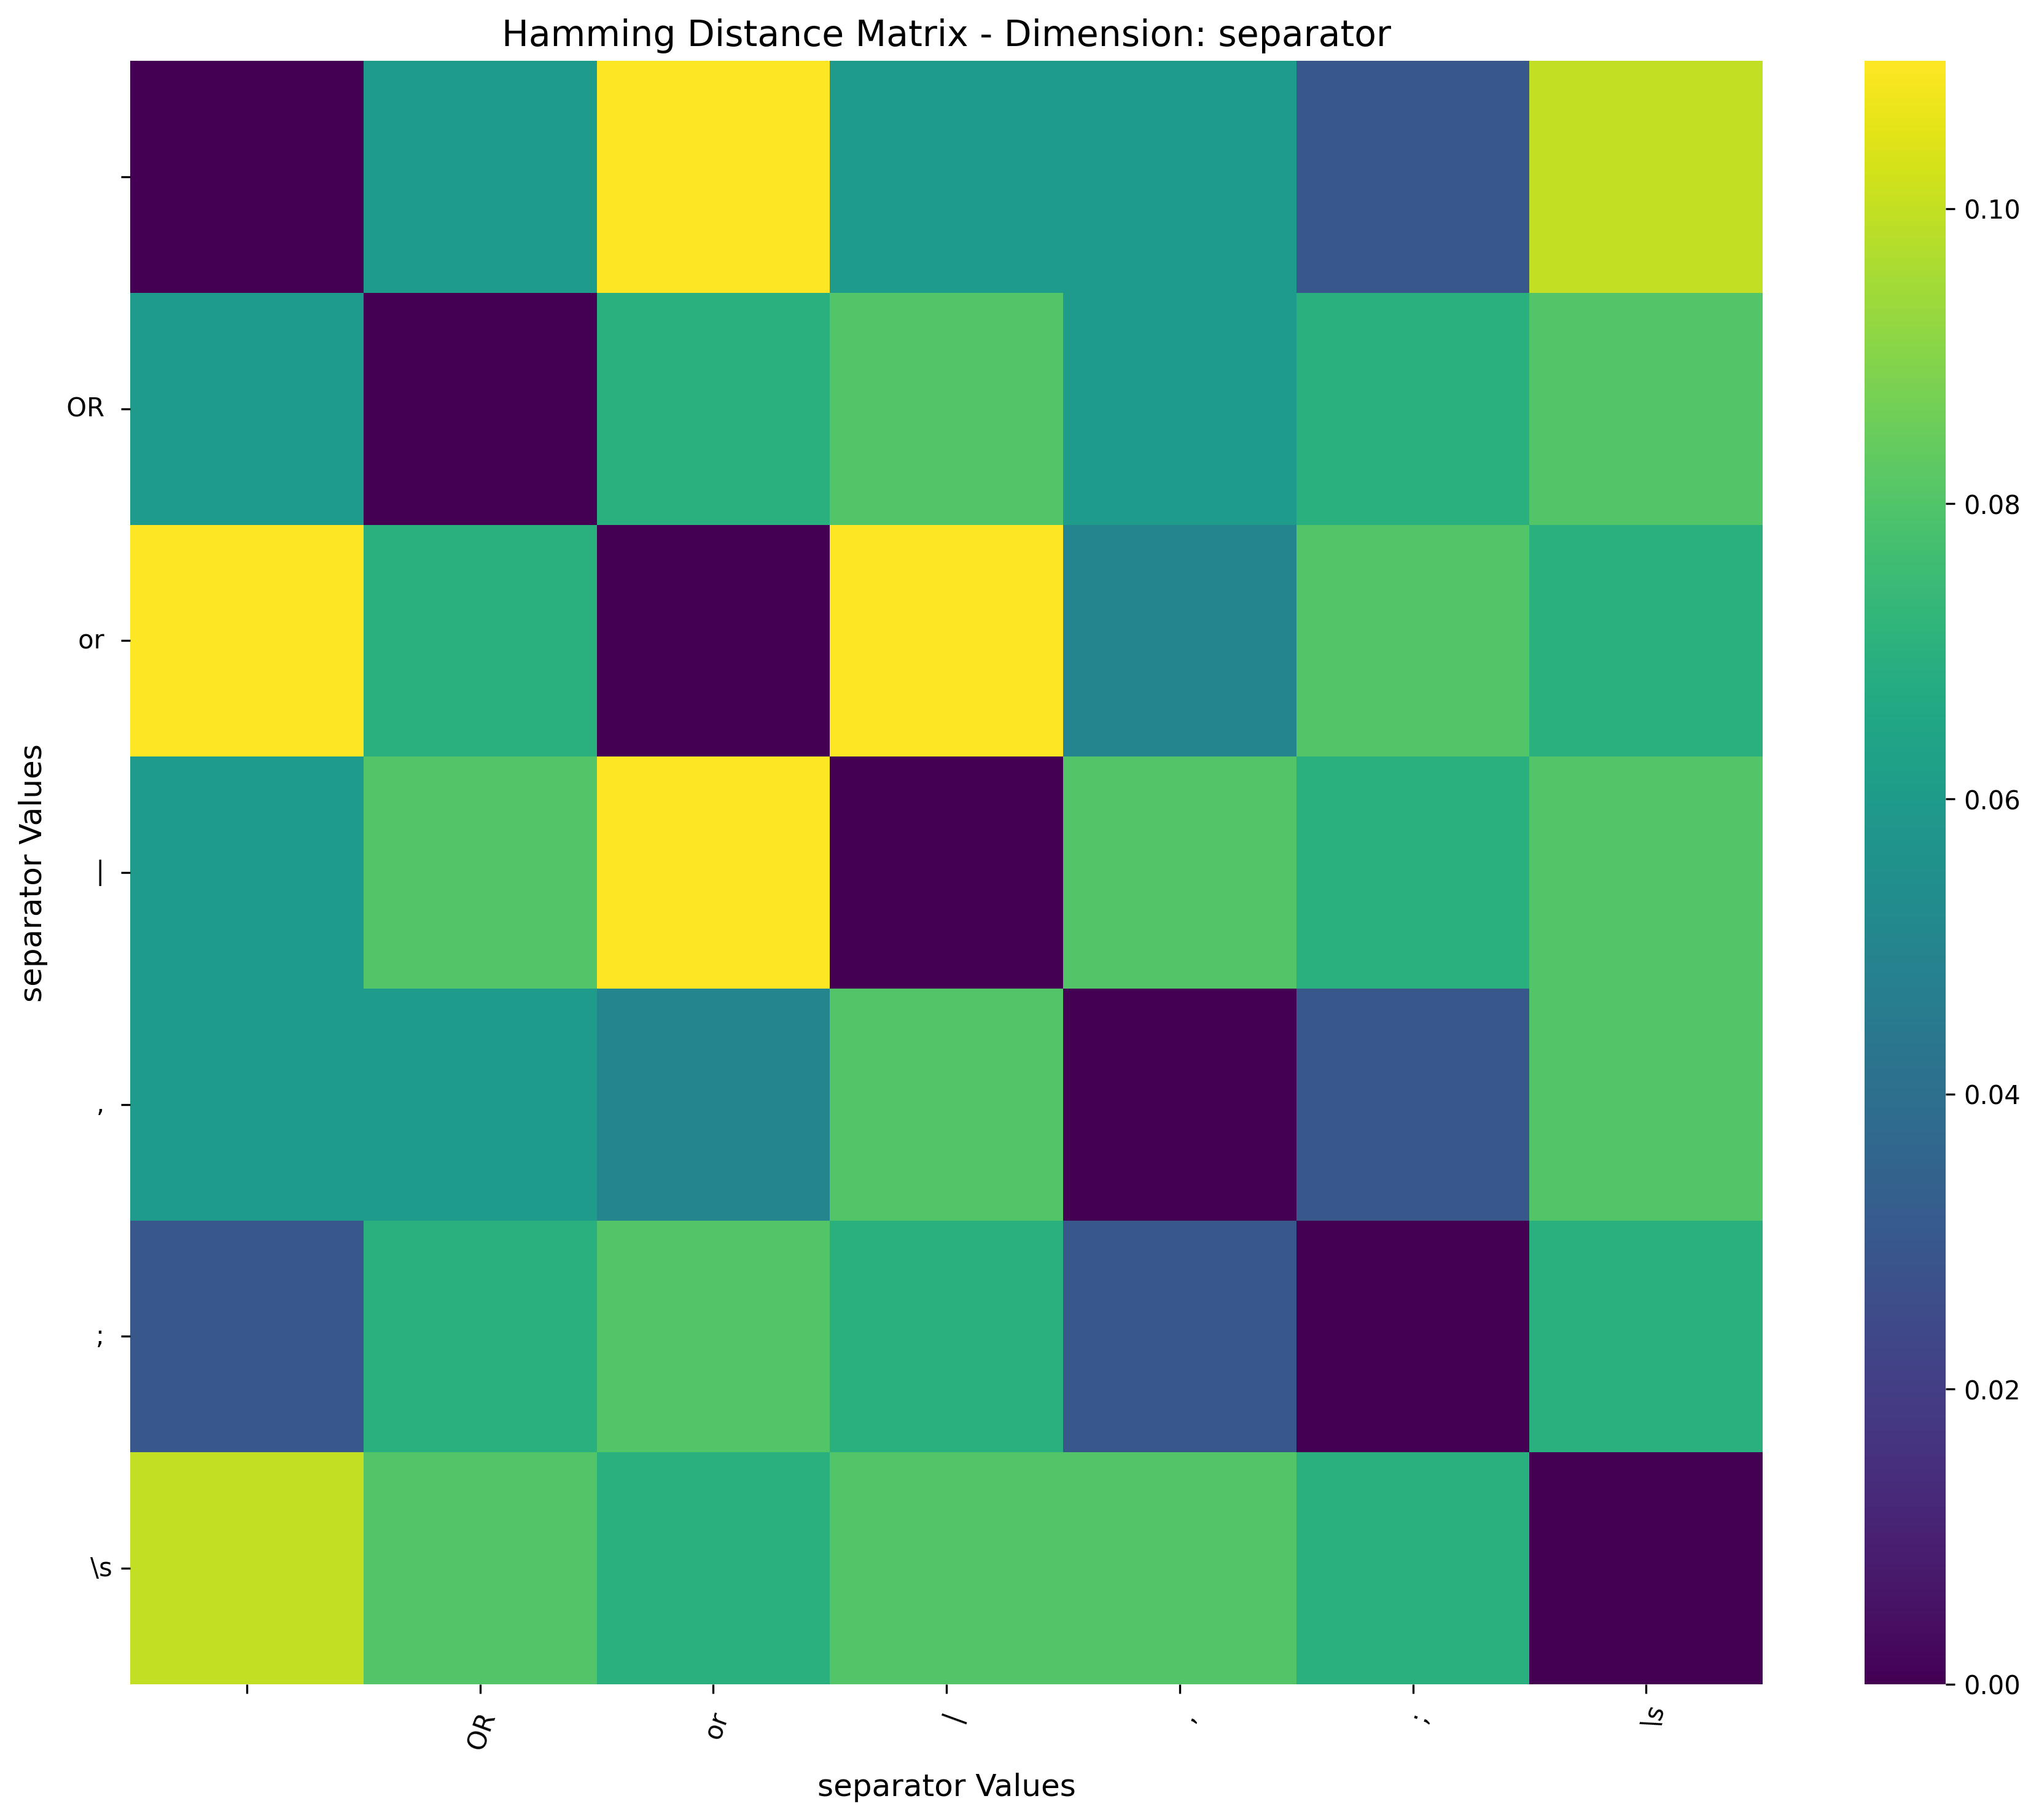 Hamming Distance Matrix - Dimension: separator
separator Values
OR
or
|
,
;
\s
OR
or
|
,
;
\s
separator Values
0.10
0.08
0.06
0.04
0.02
0.00